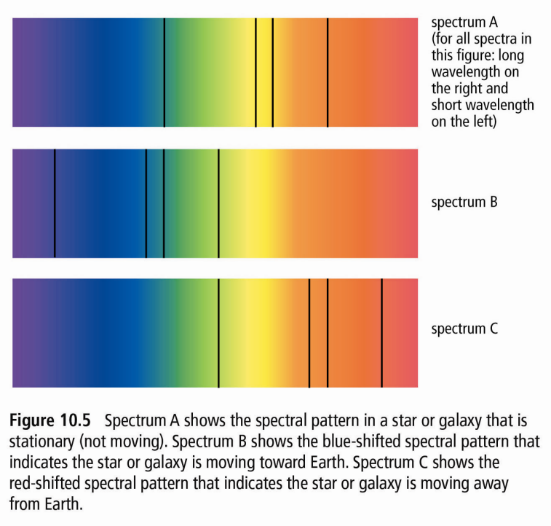 spectrum A
(for all spectra in
this figure: long
wavelength on
the right and
short wavelength
on the left)
spectrum B
spectrum C
Figure 10.5 Spectrum A shows the spectral pattern in a star or galaxy that is
stationary (not moving). Spectrum B shows the blue-shifted spectral pattern that
indicates the star or galaxy is moving toward Earth. Spectrum C shows the
red-shifted spectral pattern that indicates the star or galaxy is moving away
from Earth.